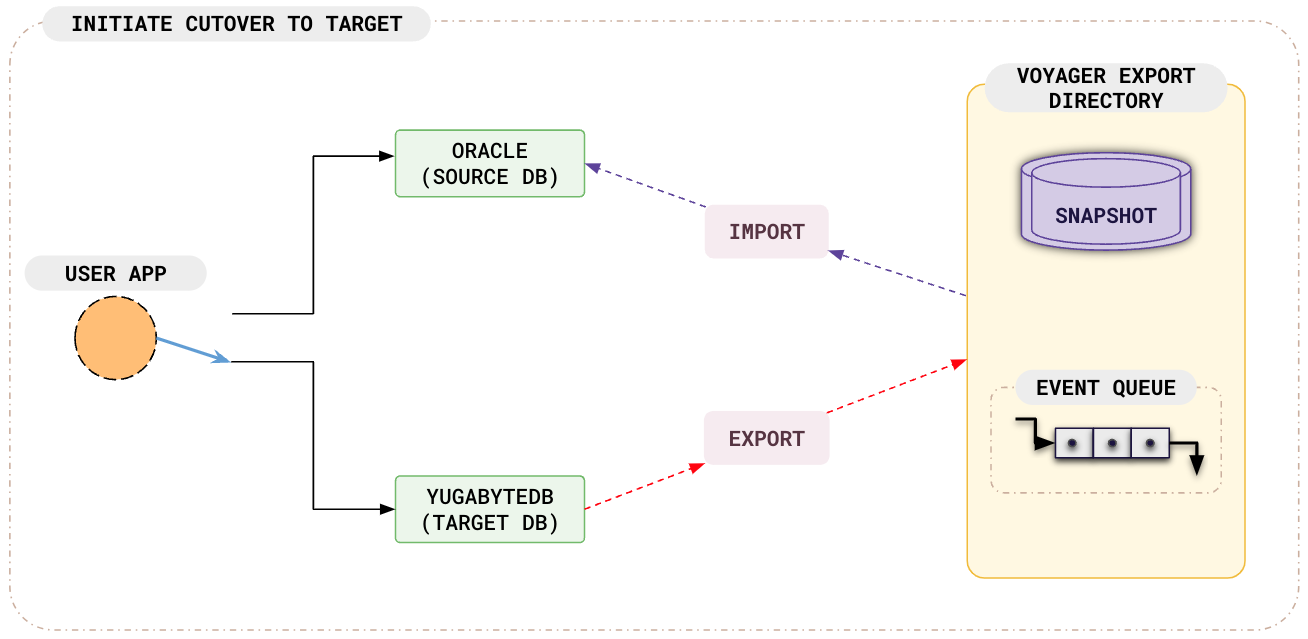 INITIATE CUTOVER TO TARGET
VOYAGER EXPORT
DIRECTORY
ORACLE
(SOURCE DB)
SNAPSHOT
IMPORT
USER APP
EVENT QUEUE
EXPORT
YUGABYTEDB
(TARGET DB)